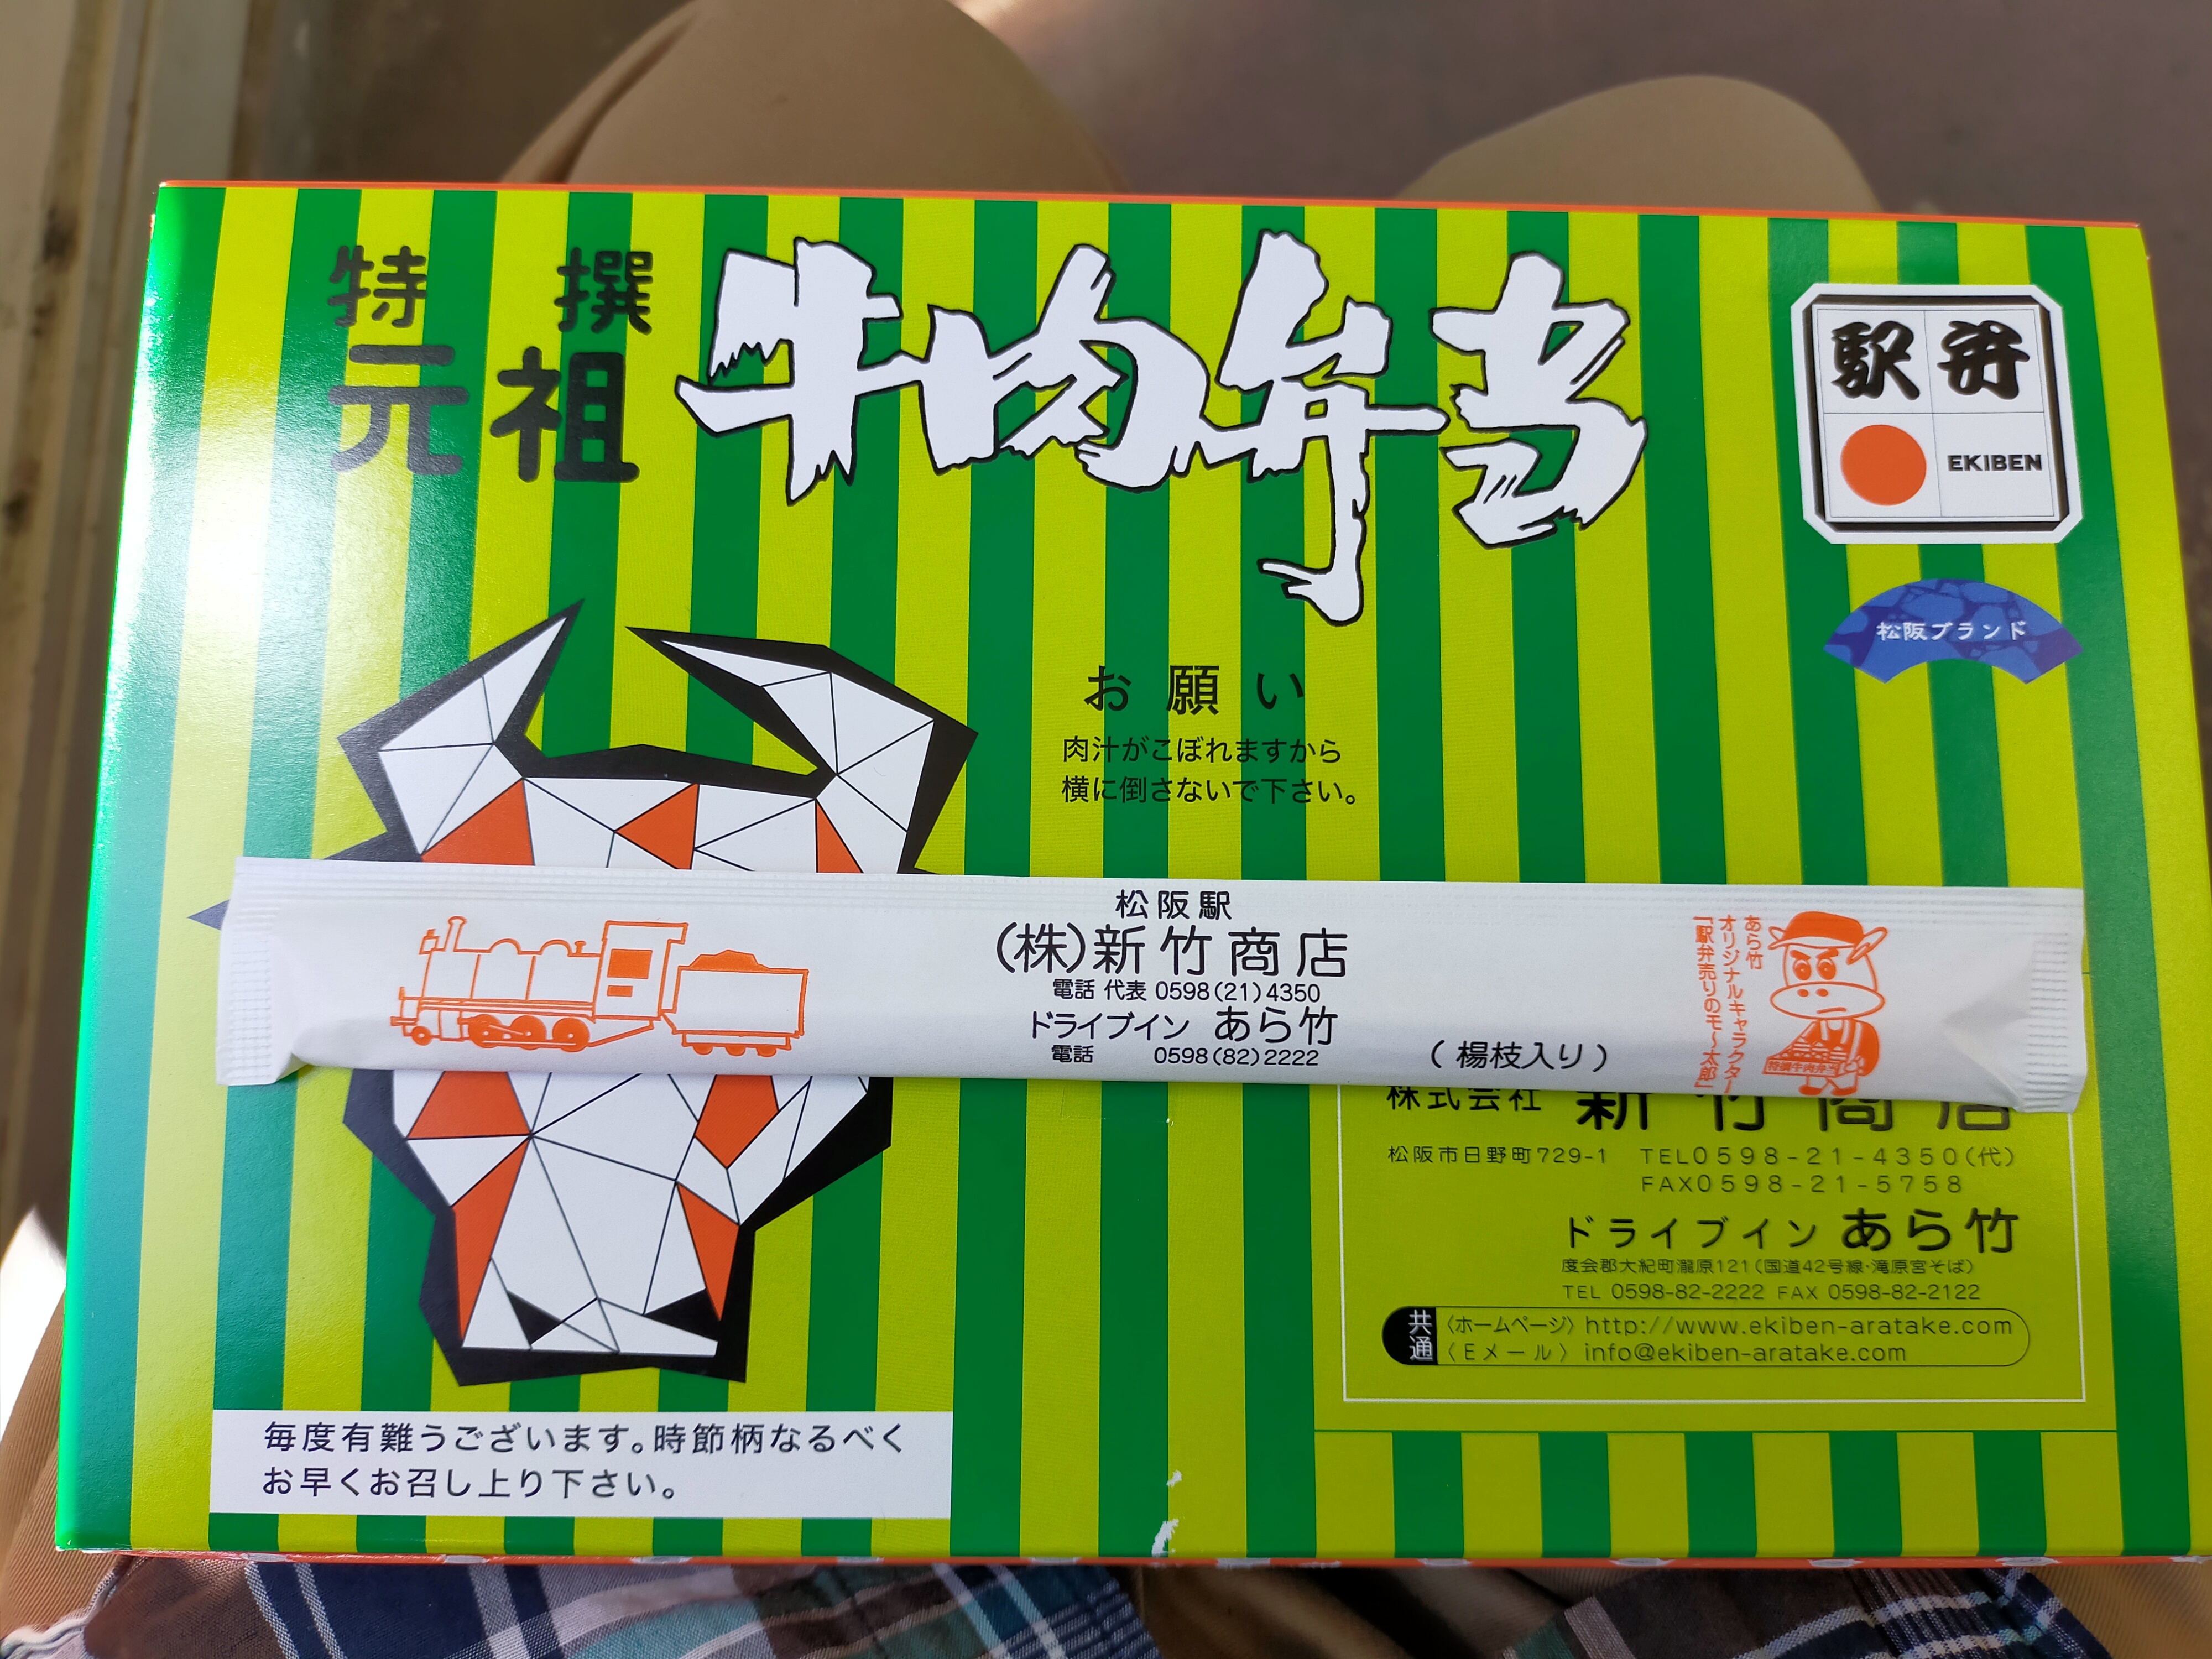 特撰
元祖
牛肉弁当
駅弁
EKIBEN
松阪ブランド
お願い
肉汁がこぼれますから
横に倒さないで下さい。
松阪駅
(株)新竹商店
電話 代表 0598(21)4350
ドライブイン あら竹
電話 0598(82)2222
(楊枝入り)
あら竹
オリジナルキャラクター
「駅弁売りのモ〜太郎」
特撰牛肉弁当
株式会社 新竹商店
松阪市日野町729-1 TEL0598-21-4350(代)
FAX0598-21-5758
ドライブイン あら竹
度会郡大紀町瀧原121(国道42号線・滝原宮そば)
TEL 0598-82-2222 FAX 0598-82-2122
共通
〈ホームページ〉http://www.ekiben-aratake.com
〈Eメール〉info@ekiben-aratake.com
毎度有難うございます。時節柄なるべく
お早くお召し上り下さい。